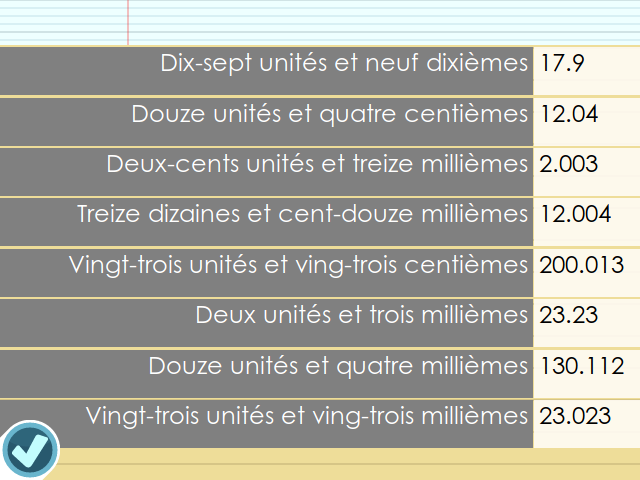 Dix-sept unités et neuf dixièmes 17.9
Douze unités et quatre centièmes 12.04
Deux-cents unités et treize millièmes 2.003
Treize dizaines et cent-douze millièmes 12.004
Vingt-trois unités et ving-trois centièmes 200.013
Deux unités et trois millièmes 23.23
Douze unités et quatre millièmes 130.112
Vingt-trois unités et ving-trois millièmes 23.023